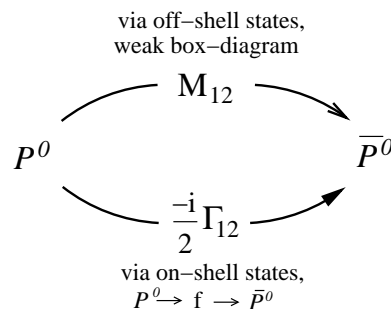 via off−shell states,
weak box−diagram
M₁₂
P⁰ P̅⁰
−i/2 Γ₁₂
via on−shell states,
P⁰ → f → P̄⁰